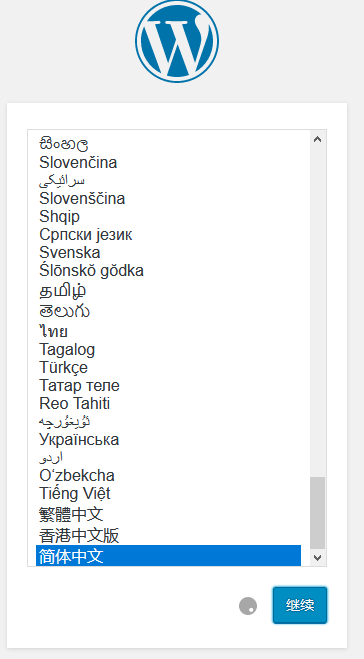 සිංහල
Slovenčina
سرائیکی
Slovenščina
Shqip
Српски језик
Svenska
Ślōnskŏ gŏdka
தமிழ்
తెలుగు
ไทย
Tagalog
Türkçe
Татар теле
Reo Tahiti
ئۇيغۇرچە
Українська
اردو
O‘zbekcha
Tiếng Việt
繁體中文
香港中文版
简体中文
继续